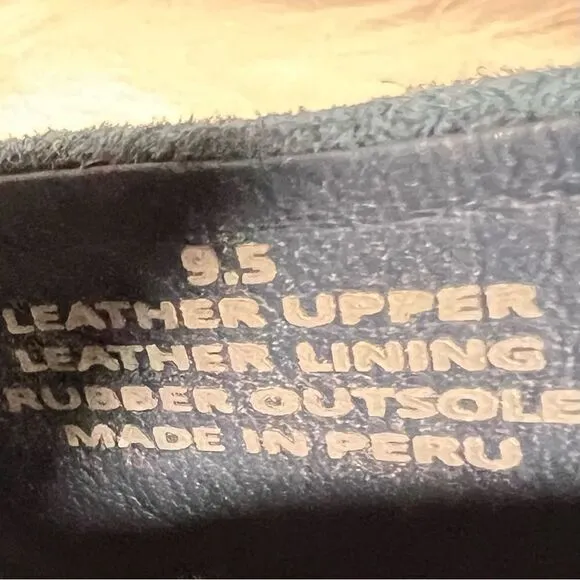 9.5
LEATHER UPPER
LEATHER LINING
RUBBER OUTSOLE
MADE IN PERU